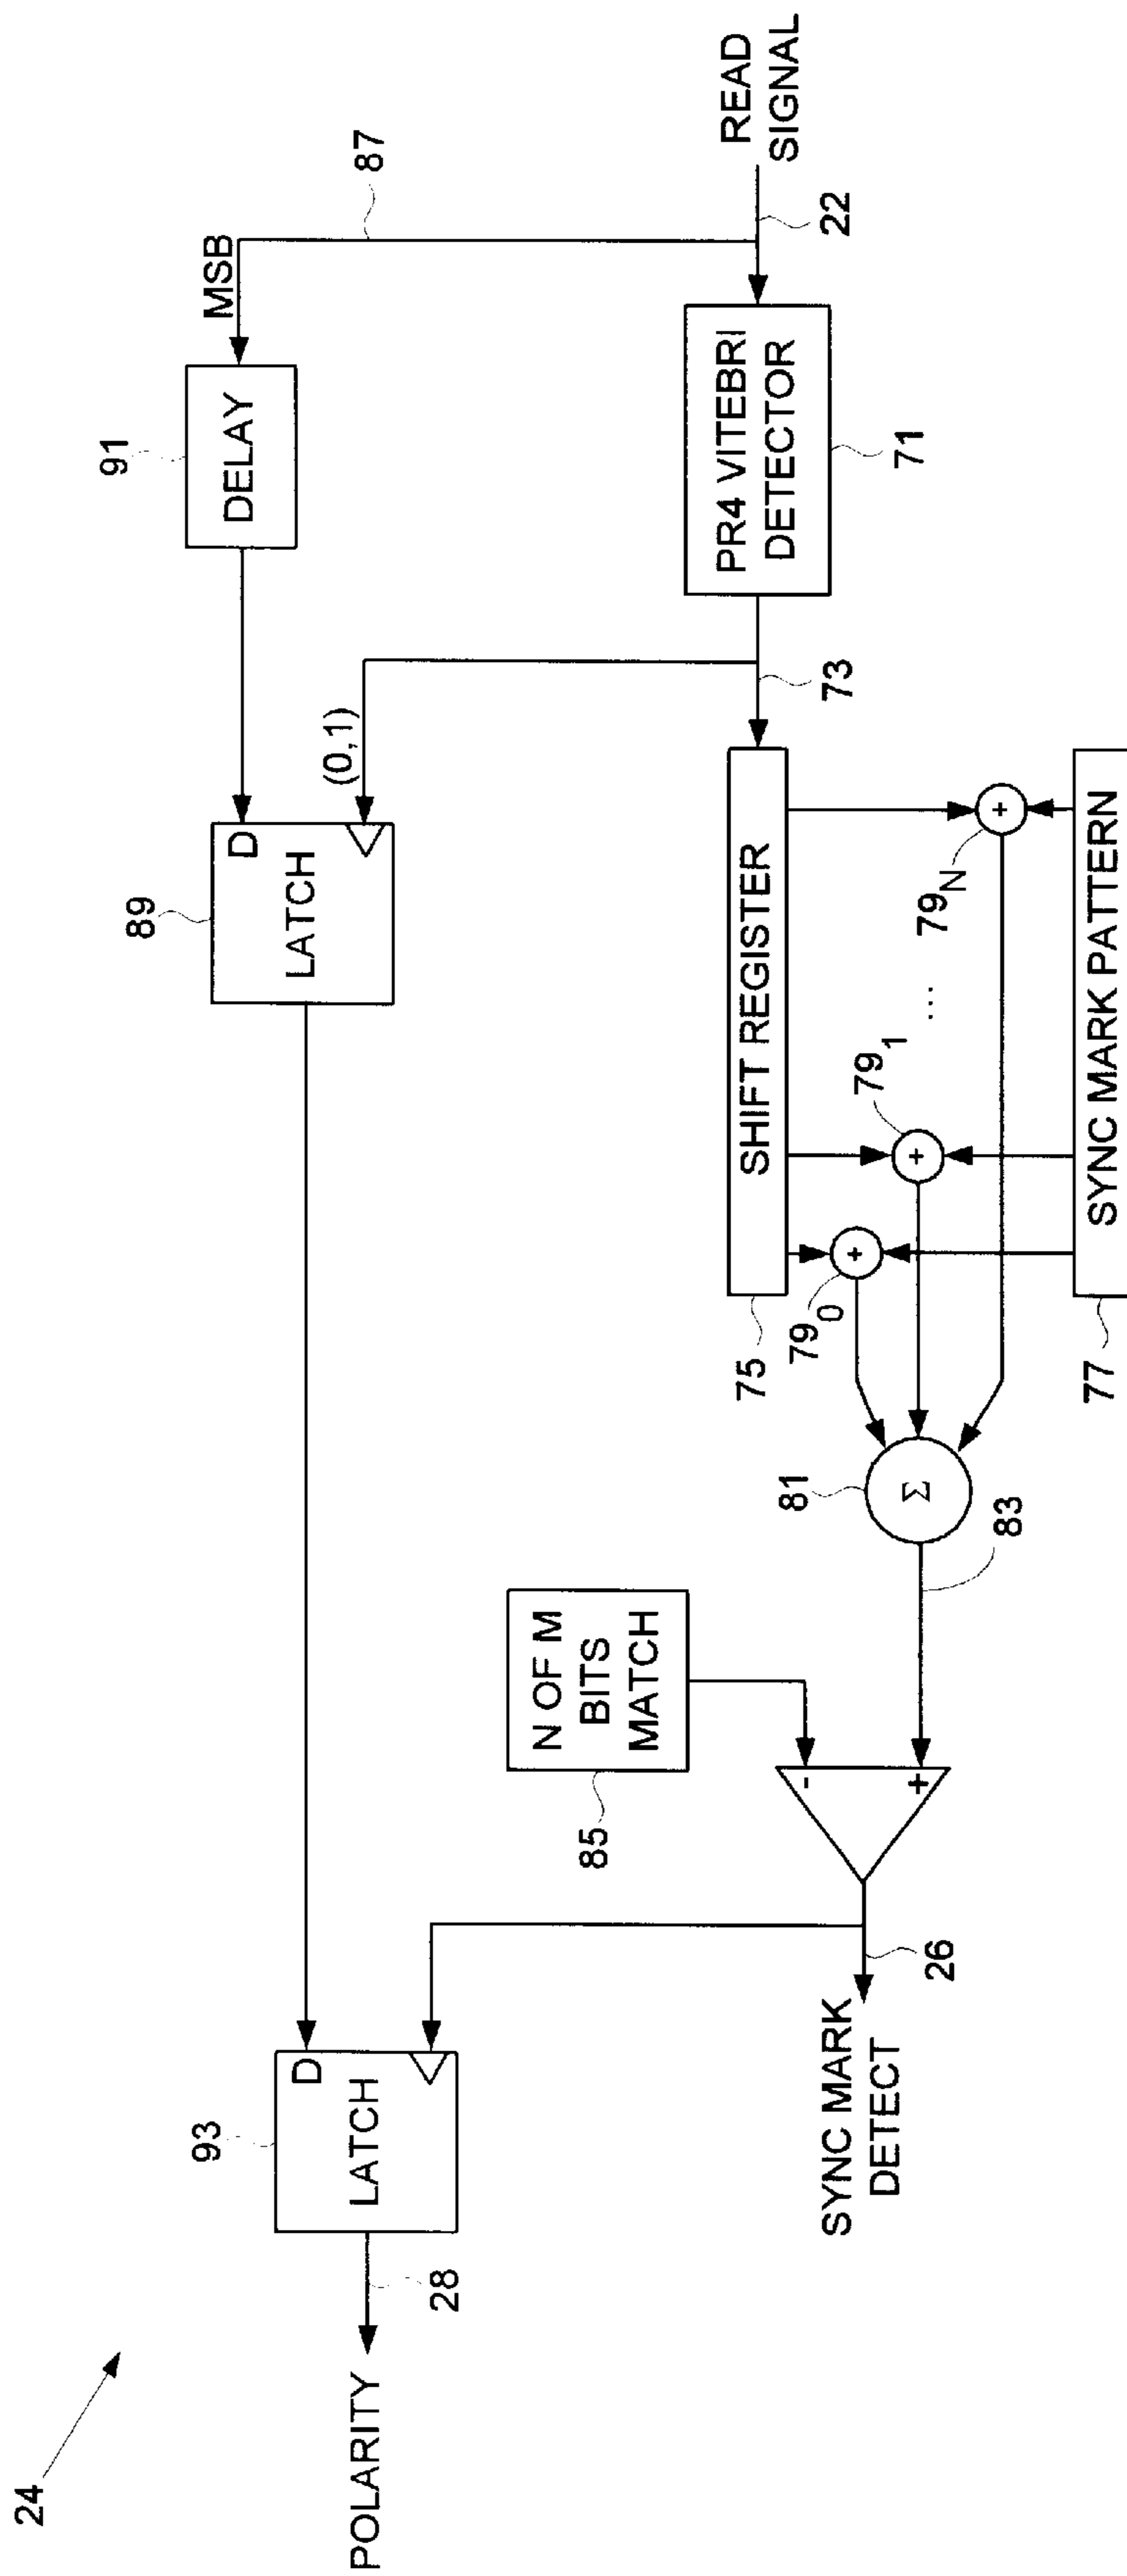 24
POLARITY
28
93
D
LATCH
SYNC MARK
DETECT
26
85
N OF M
BITS
MATCH
-
+
83
81
Σ
89
D
LATCH
(0,1)
91
DELAY
MSB
87
READ
SIGNAL
22
PR4 VITEBRI
DETECTOR
71
73
SHIFT REGISTER
75
79 0
+
79 1
+
...
79 N
+
SYNC MARK PATTERN
77